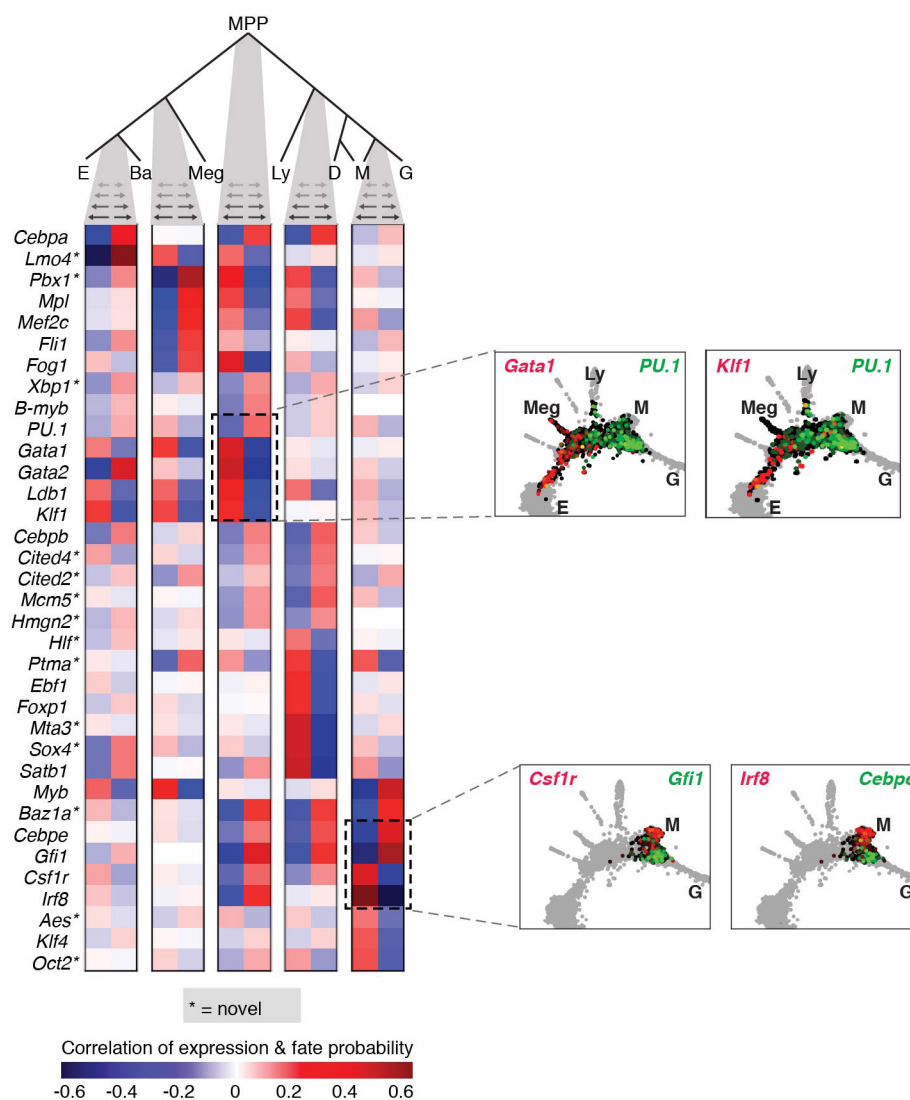 MPP
E Ba Meg Ly D M G
Cebpa
Lmo4*
Pbx1*
Mpl
Mef2c
Fli1
Fog1
Xbp1*
B-myb
PU.1
Gata1
Gata2
Ldb1
Klf1
Cebpb
Cited4*
Cited2*
Mcm5*
Hmgn2*
Hlf*
Ptma*
Ebf1
Foxp1
Mta3*
Sox4*
Satb1
Myb
Baz1a*
Cebpe
Gfi1
Csf1r
Irf8
Aes*
Klf4
Oct2*
* = novel
Correlation of expression & fate probability
-0.6 -0.4 -0.2 0 0.2 0.4 0.6
Gata1 PU.1
Ly
Meg M
G
E
Klf1 PU.1
Ly
Meg M
G
E
Csf1r Gfi1
M
G
Irf8 Cebpe
M
G